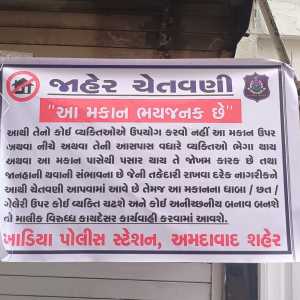 જાહેર ચેતવણી
"આ મકાન ભયજનક છે"
આથી તેનો કોઈ વ્યક્તિઓએ ઉપયોગ કરવો નહીં આ મકાન ઉપર
અથવા નીચે અથવા તેની આસપાસ વધારે વ્યક્તિઓ ભેગા થાય
અથવા આ મકાન પાસેથી પસાર થાય તે જોખમ કારક છે તથા
જાનહાની થવાની સંભાવના છે જેની તકેદારી રાખવા દરેક નાગરીકને
આથી ચેતવણી આપવામાં આવે છે તેમજ આ મકાનના ધાબા / છત /
ગેલેરી ઉપર કોઈ વ્યક્તિ ચઢશે અને કોઈ અનીચ્છનીય બનાવ બનશે
તો માલીક વિરુધ્ધ કાયદેસર કાર્યવાહી કરવામાં આવશે.
ખાડિયા પોલીસ સ્ટેશન, અમદાવાદ શહેર